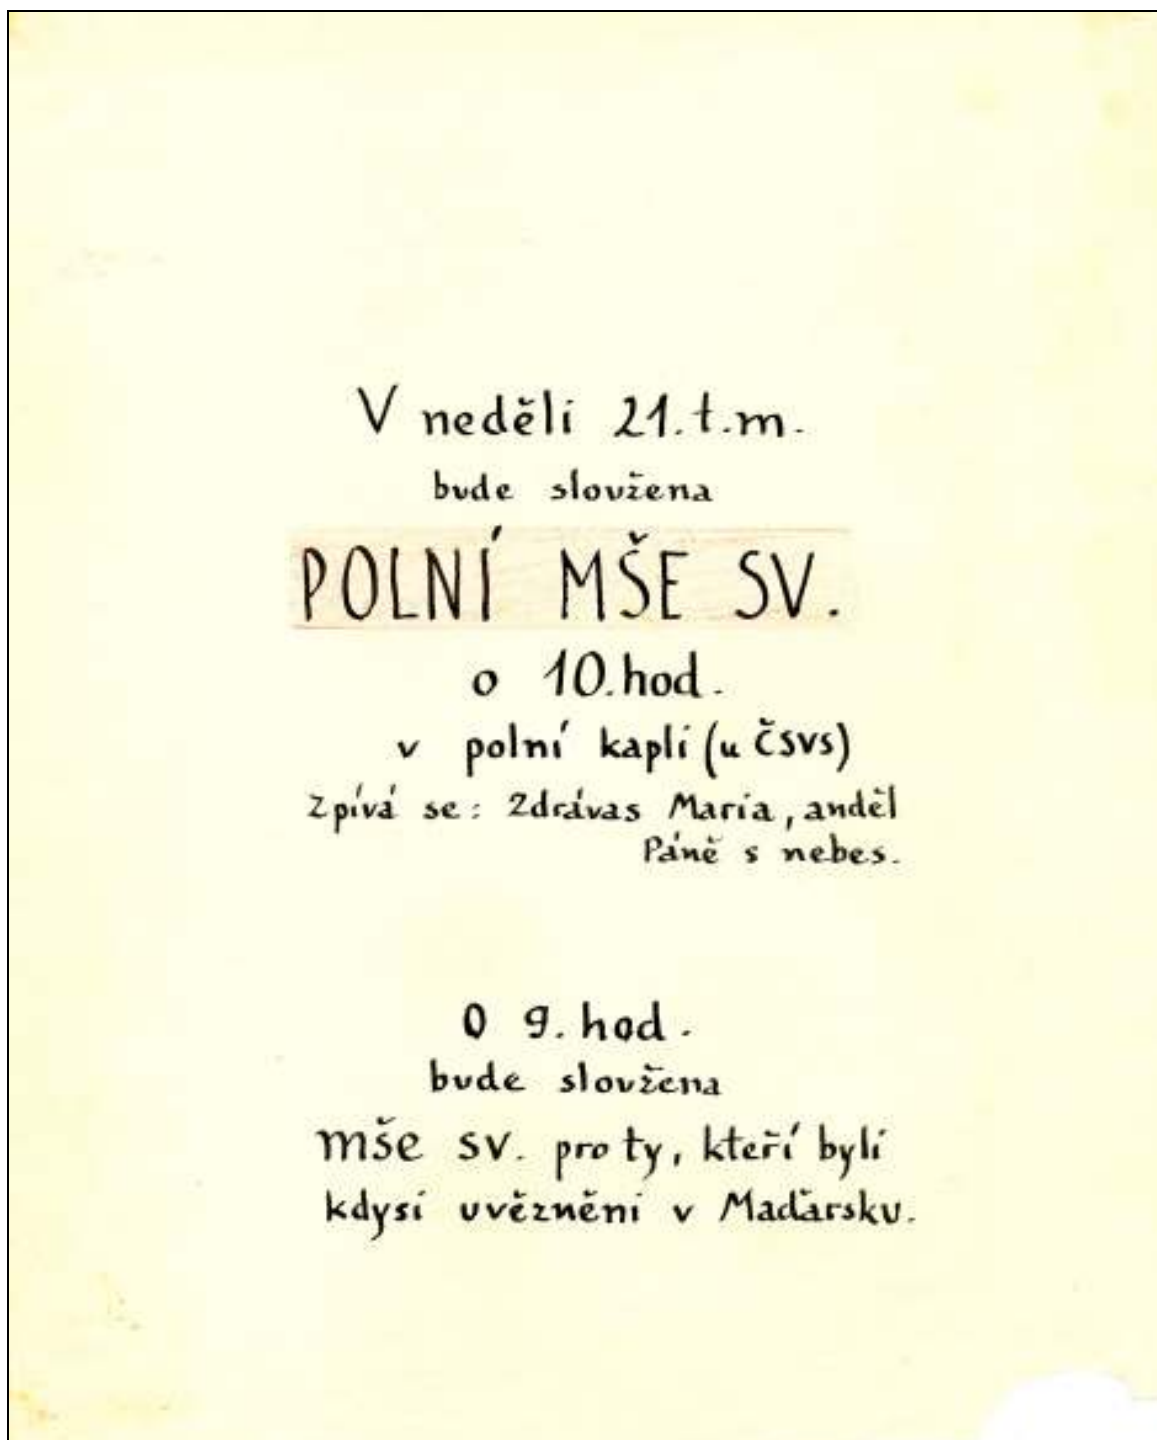 V neděli 21. t.m.
bude sloužena
POLNÍ MŠE SV.
o 10. hod.
v polní kapli (u ČSVS)
Zpívá se: Zdrávas Maria, anděl
Páně s nebes.
O 9. hod.
bude sloužena
mše sv. pro ty, kteří byli
kdysi uvězněni v Maďarsku.